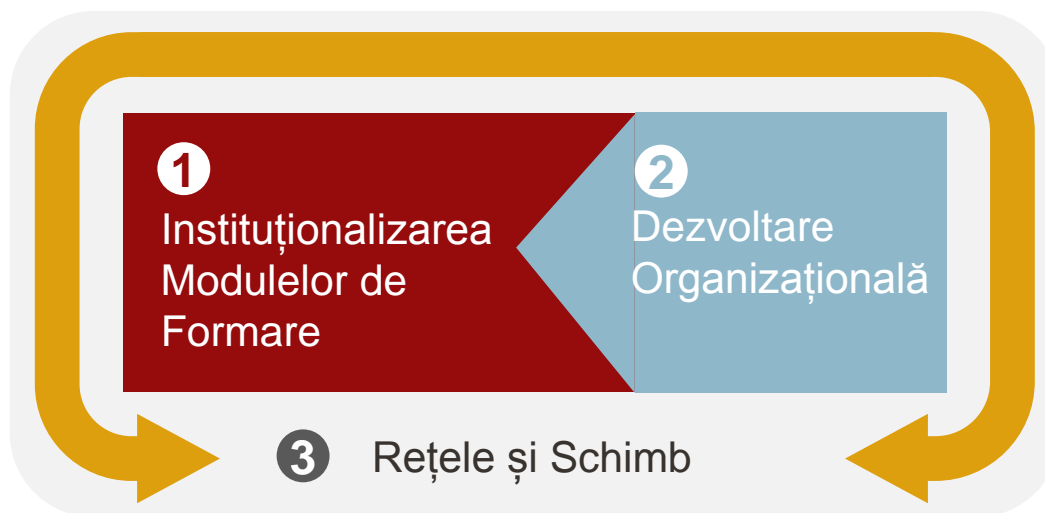 1
Instituționalizarea
Modulelor de
Formare
2
Dezvoltare
Organizațională
3 Rețele și Schimb